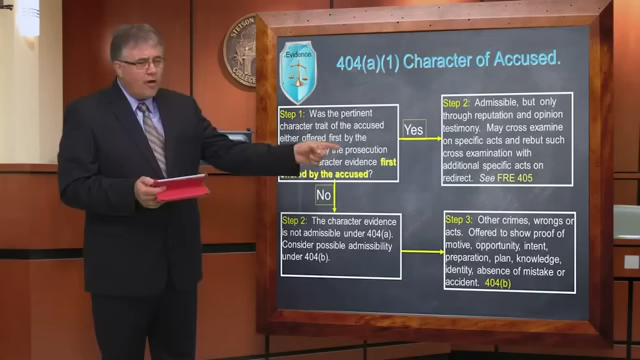 Evidence
404(a)(1) Character of Accused.
Step 1: Was the pertinent
character trait of the accused
either offered first by the
by the prosecution
character evidence first
offered by the accused?
Yes
Step 2: Admissible, but only
through reputation and opinion
testimony. May cross examine
on specific acts and rebut such
cross examination with
additional specific acts on
redirect. See FRE 405
No
Step 2: The character evidence
is not admissible under 404(a).
Consider possible admissibility
under 404(b).
Step 3: Other crimes, wrongs or
acts. Offered to show proof of
motive, opportunity, intent,
preparation, plan, knowledge,
identity, absence of mistake or
accident. 404(b)
COLLEGE